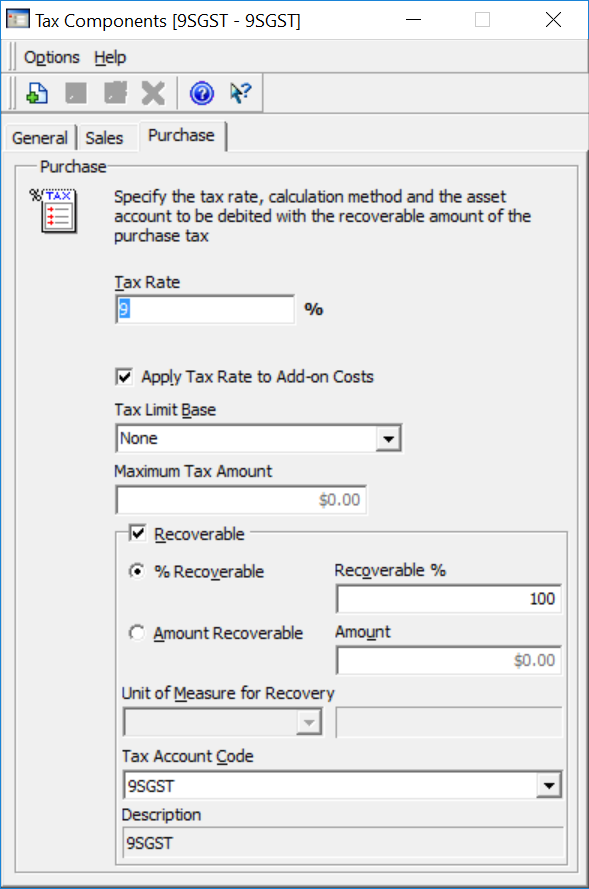 Tax Components [9SGST - 9SGST]
Options Help
General Sales Purchase
Purchase
% TAX
Specify the tax rate, calculation method and the asset
account to be debited with the recoverable amount of the
purchase tax
Tax Rate
9 %
Apply Tax Rate to Add-on Costs
Tax Limit Base
None
Maximum Tax Amount
$0.00
Recoverable
% Recoverable Recoverable %
100
Amount Recoverable Amount
$0.00
Unit of Measure for Recovery
Tax Account Code
9SGST
Description
9SGST